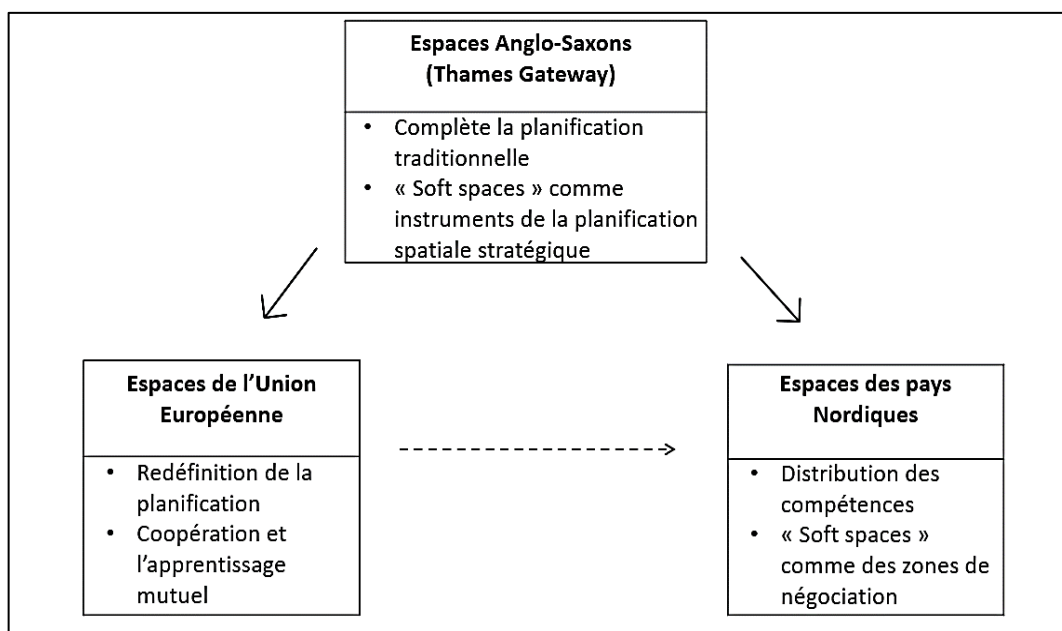 Espaces Anglo-Saxons
(Thames Gateway)
• Complète la planification
traditionnelle
• « Soft spaces » comme
instruments de la planification
spatiale stratégique
Espaces de l’Union
Européenne
• Redéfinition de la
planification
• Coopération et
l’apprentissage
mutuel
Espaces des pays
Nordiques
• Distribution des
compétences
• « Soft spaces »
comme des zones de
négociation